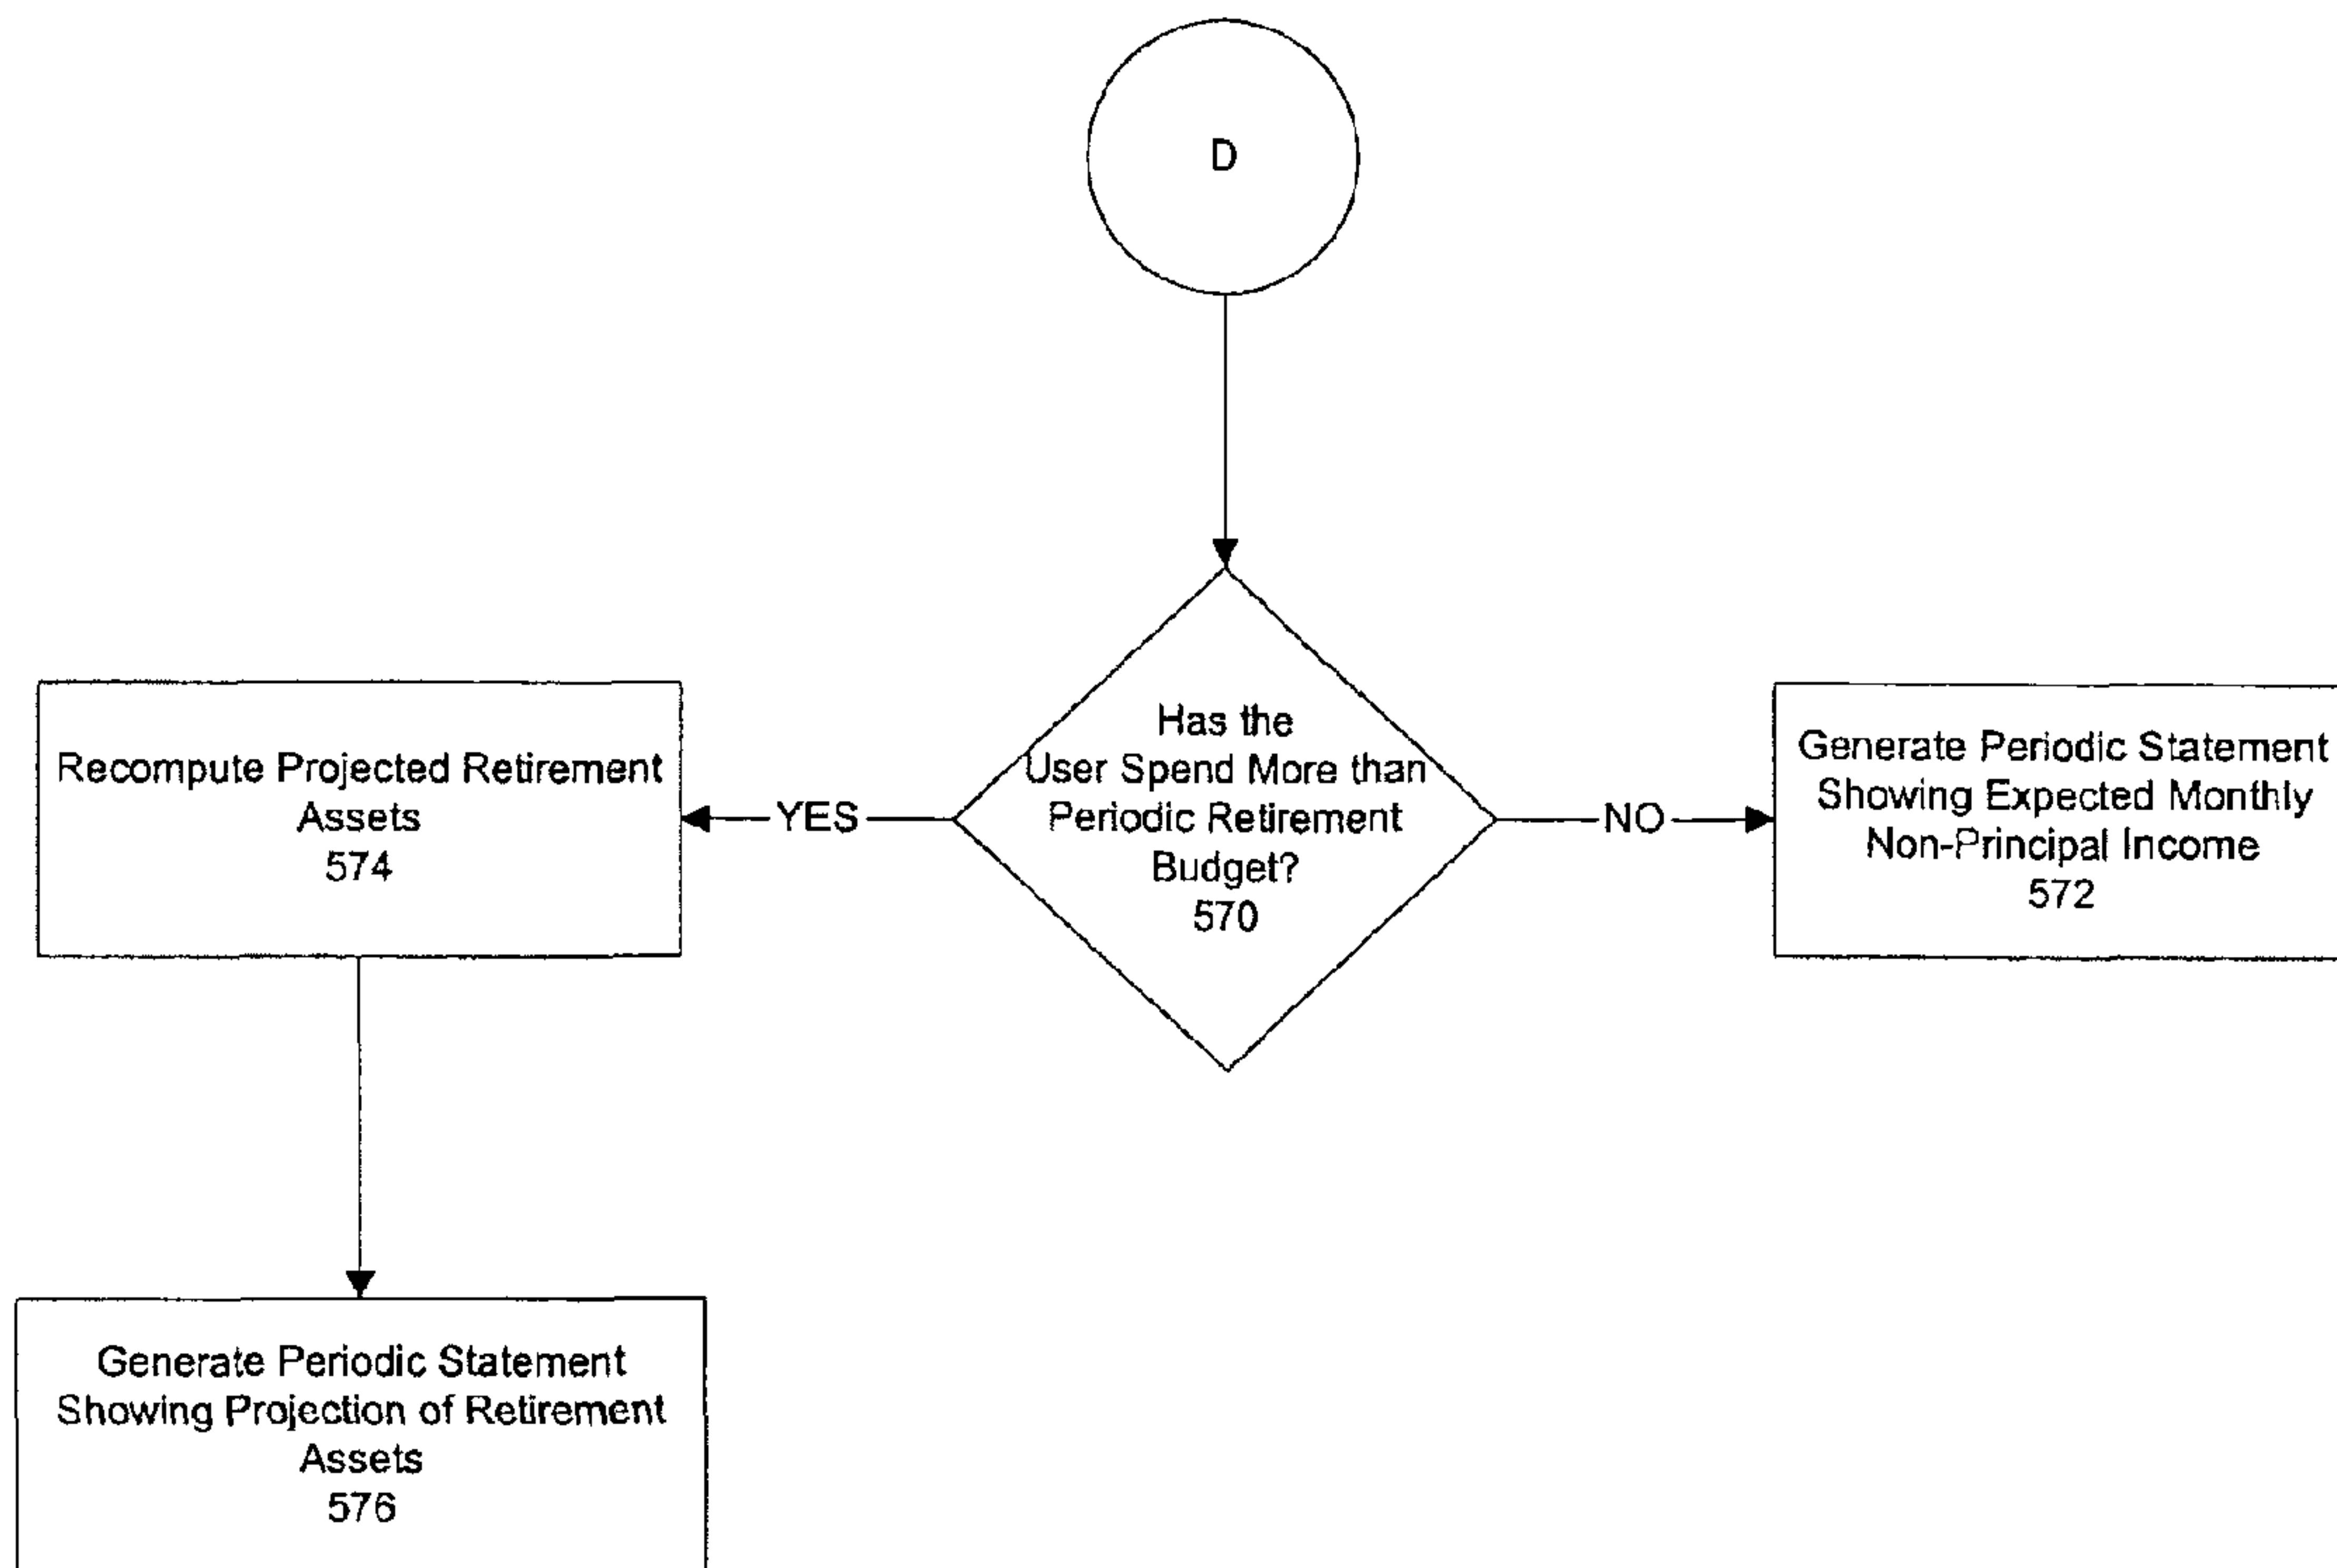 D
Has the
User Spend More than
Periodic Retirement
Budget?
570
YES
NO
Recompute Projected Retirement
Assets
574
Generate Periodic Statement
Showing Expected Monthly
Non-Principal Income
572
Generate Periodic Statement
Showing Projection of Retirement
Assets
576